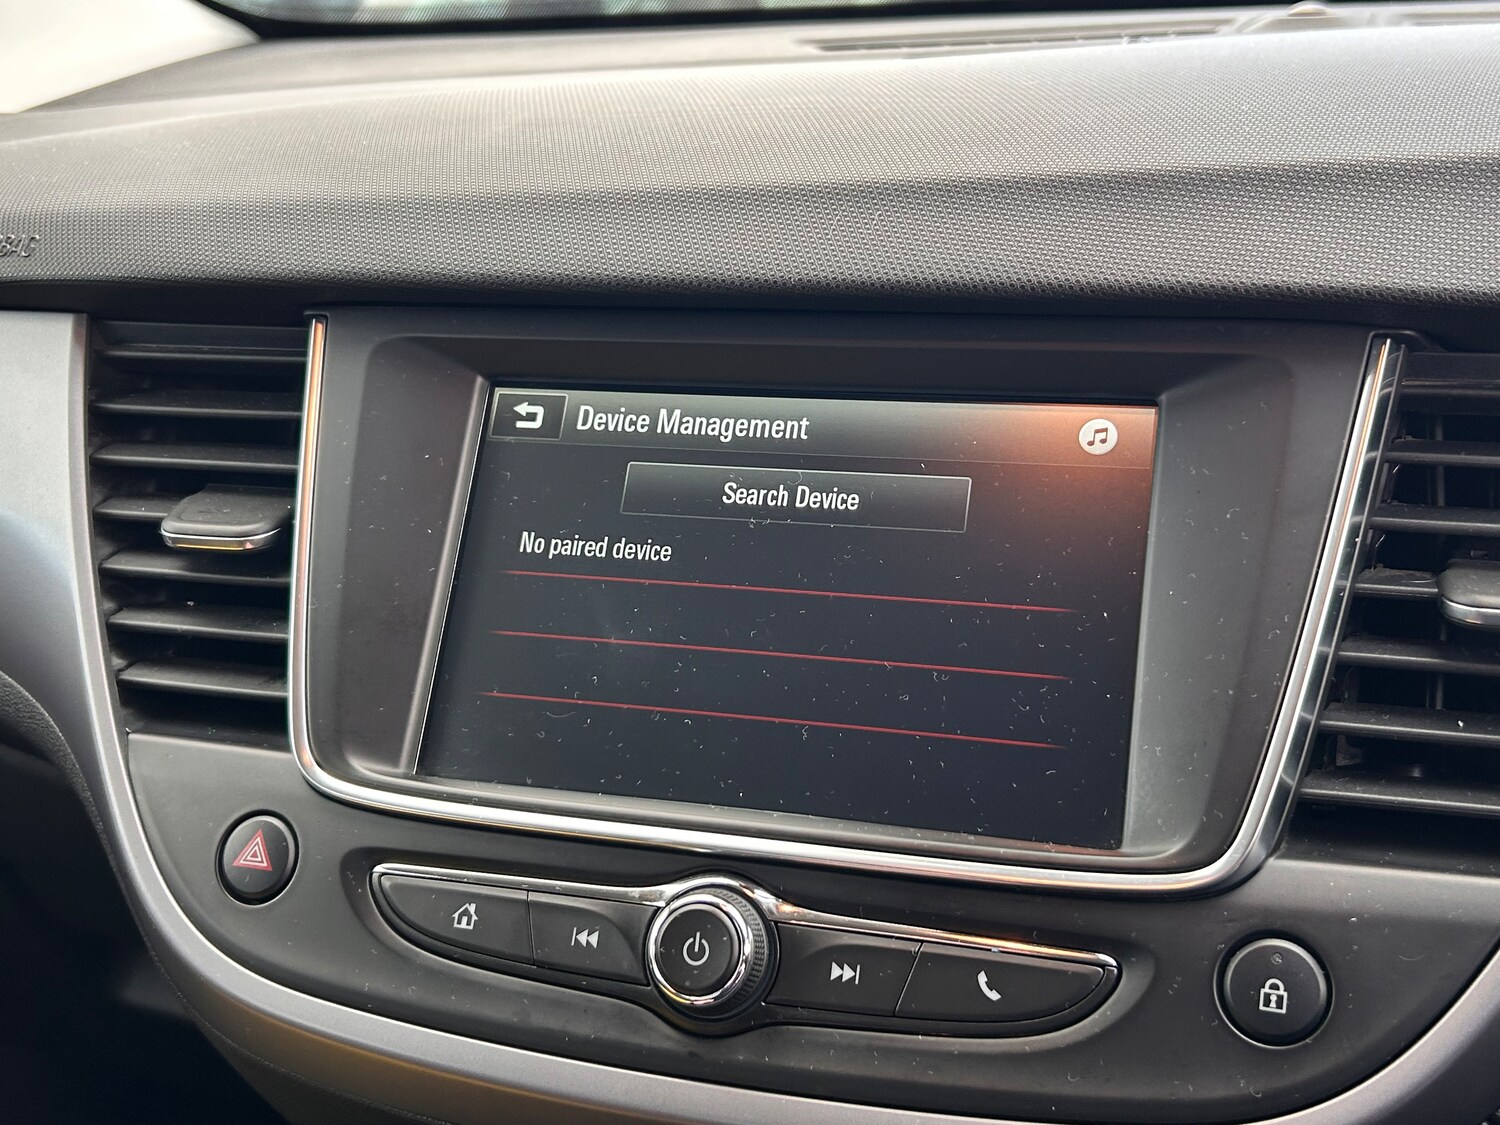 Device Management
Search Device
No paired device